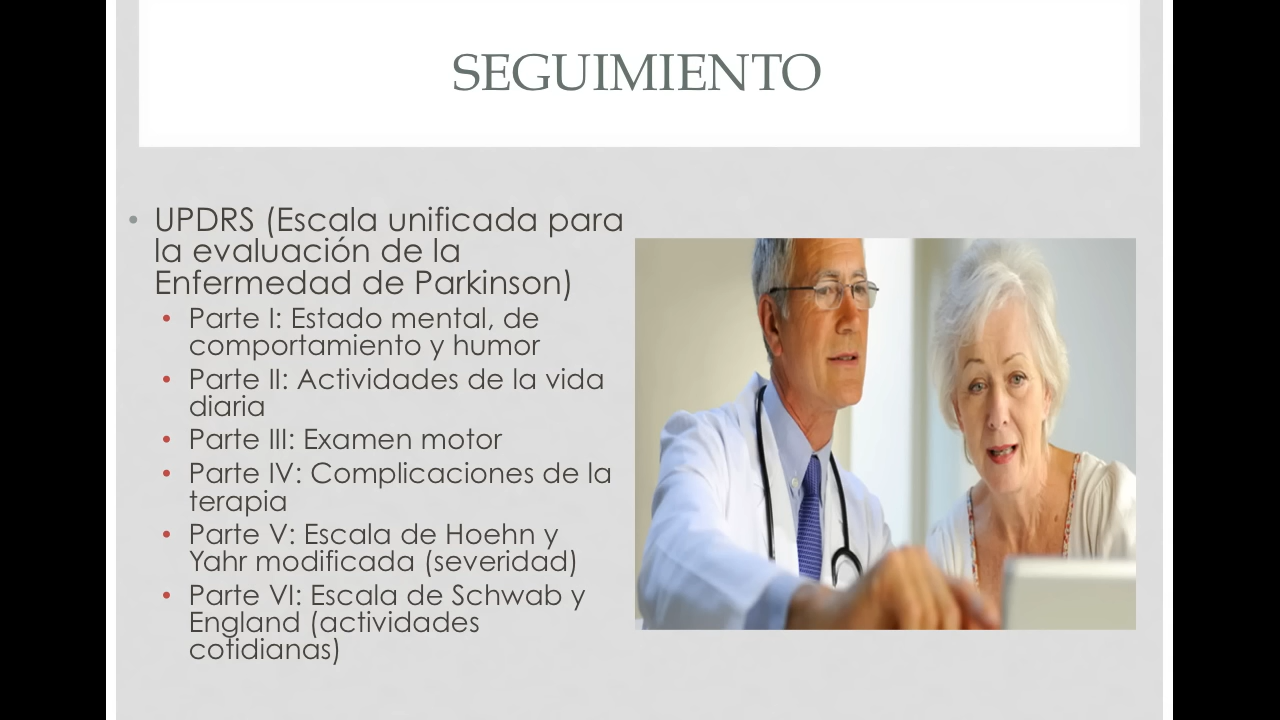 SEGUIMIENTO
• UPDRS (Escala unificada para
la evaluación de la
Enfermedad de Parkinson)
• Parte I: Estado mental, de
comportamiento y humor
• Parte II: Actividades de la vida
diaria
• Parte III: Examen motor
• Parte IV: Complicaciones de la
terapia
• Parte V: Escala de Hoehn y
Yahr modificada (severidad)
• Parte VI: Escala de Schwab y
England (actividades
cotidianas)